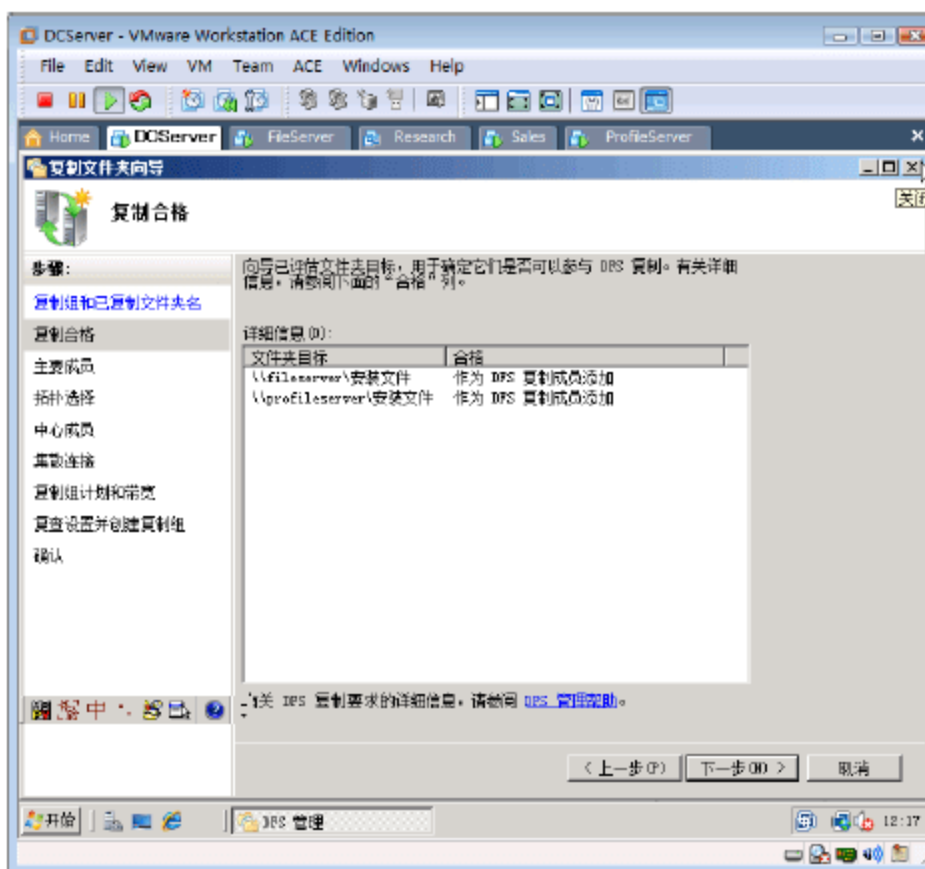 DCServer - VMware Workstation ACE Edition
File Edit View VM Team ACE Windows Help
Home DCServer FileServer Research Sales ProfileServer
复制文件夹向导
复制合格
步骤:
复制组和已复制文件夹名
复制合格
主要成员
拓扑选择
中心成员
集散连接
复制组计划和带宽
复查设置并创建复制组
确认
向导已评估文件夹目标，用于确定它们是否可以参与 DFS 复制。有关详细
信息，请参阅下面的“合格”列。
详细信息(D):
文件夹目标 合格
\\fileserver\安装文件 作为 DFS 复制成员添加
\\profileserver\安装文件 作为 DFS 复制成员添加
关 DFS 复制要求的详细信息，请参阅 DFS 管理帮助。
中
< 上一步(P) 下一步(N) > 取消
开始 DFS 管理 12:17